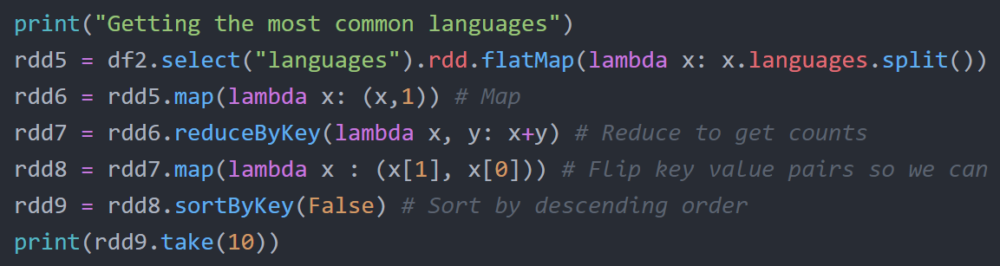 print("Getting the most common languages")
rdd5 = df2.select("languages").rdd.flatMap(lambda x: x.languages.split())
rdd6 = rdd5.map(lambda x: (x,1)) # Map
rdd7 = rdd6.reduceByKey(lambda x, y: x+y) # Reduce to get counts
rdd8 = rdd7.map(lambda x : (x[1], x[0])) # Flip key value pairs so we can
rdd9 = rdd8.sortByKey(False) # Sort by descending order
print(rdd9.take(10))